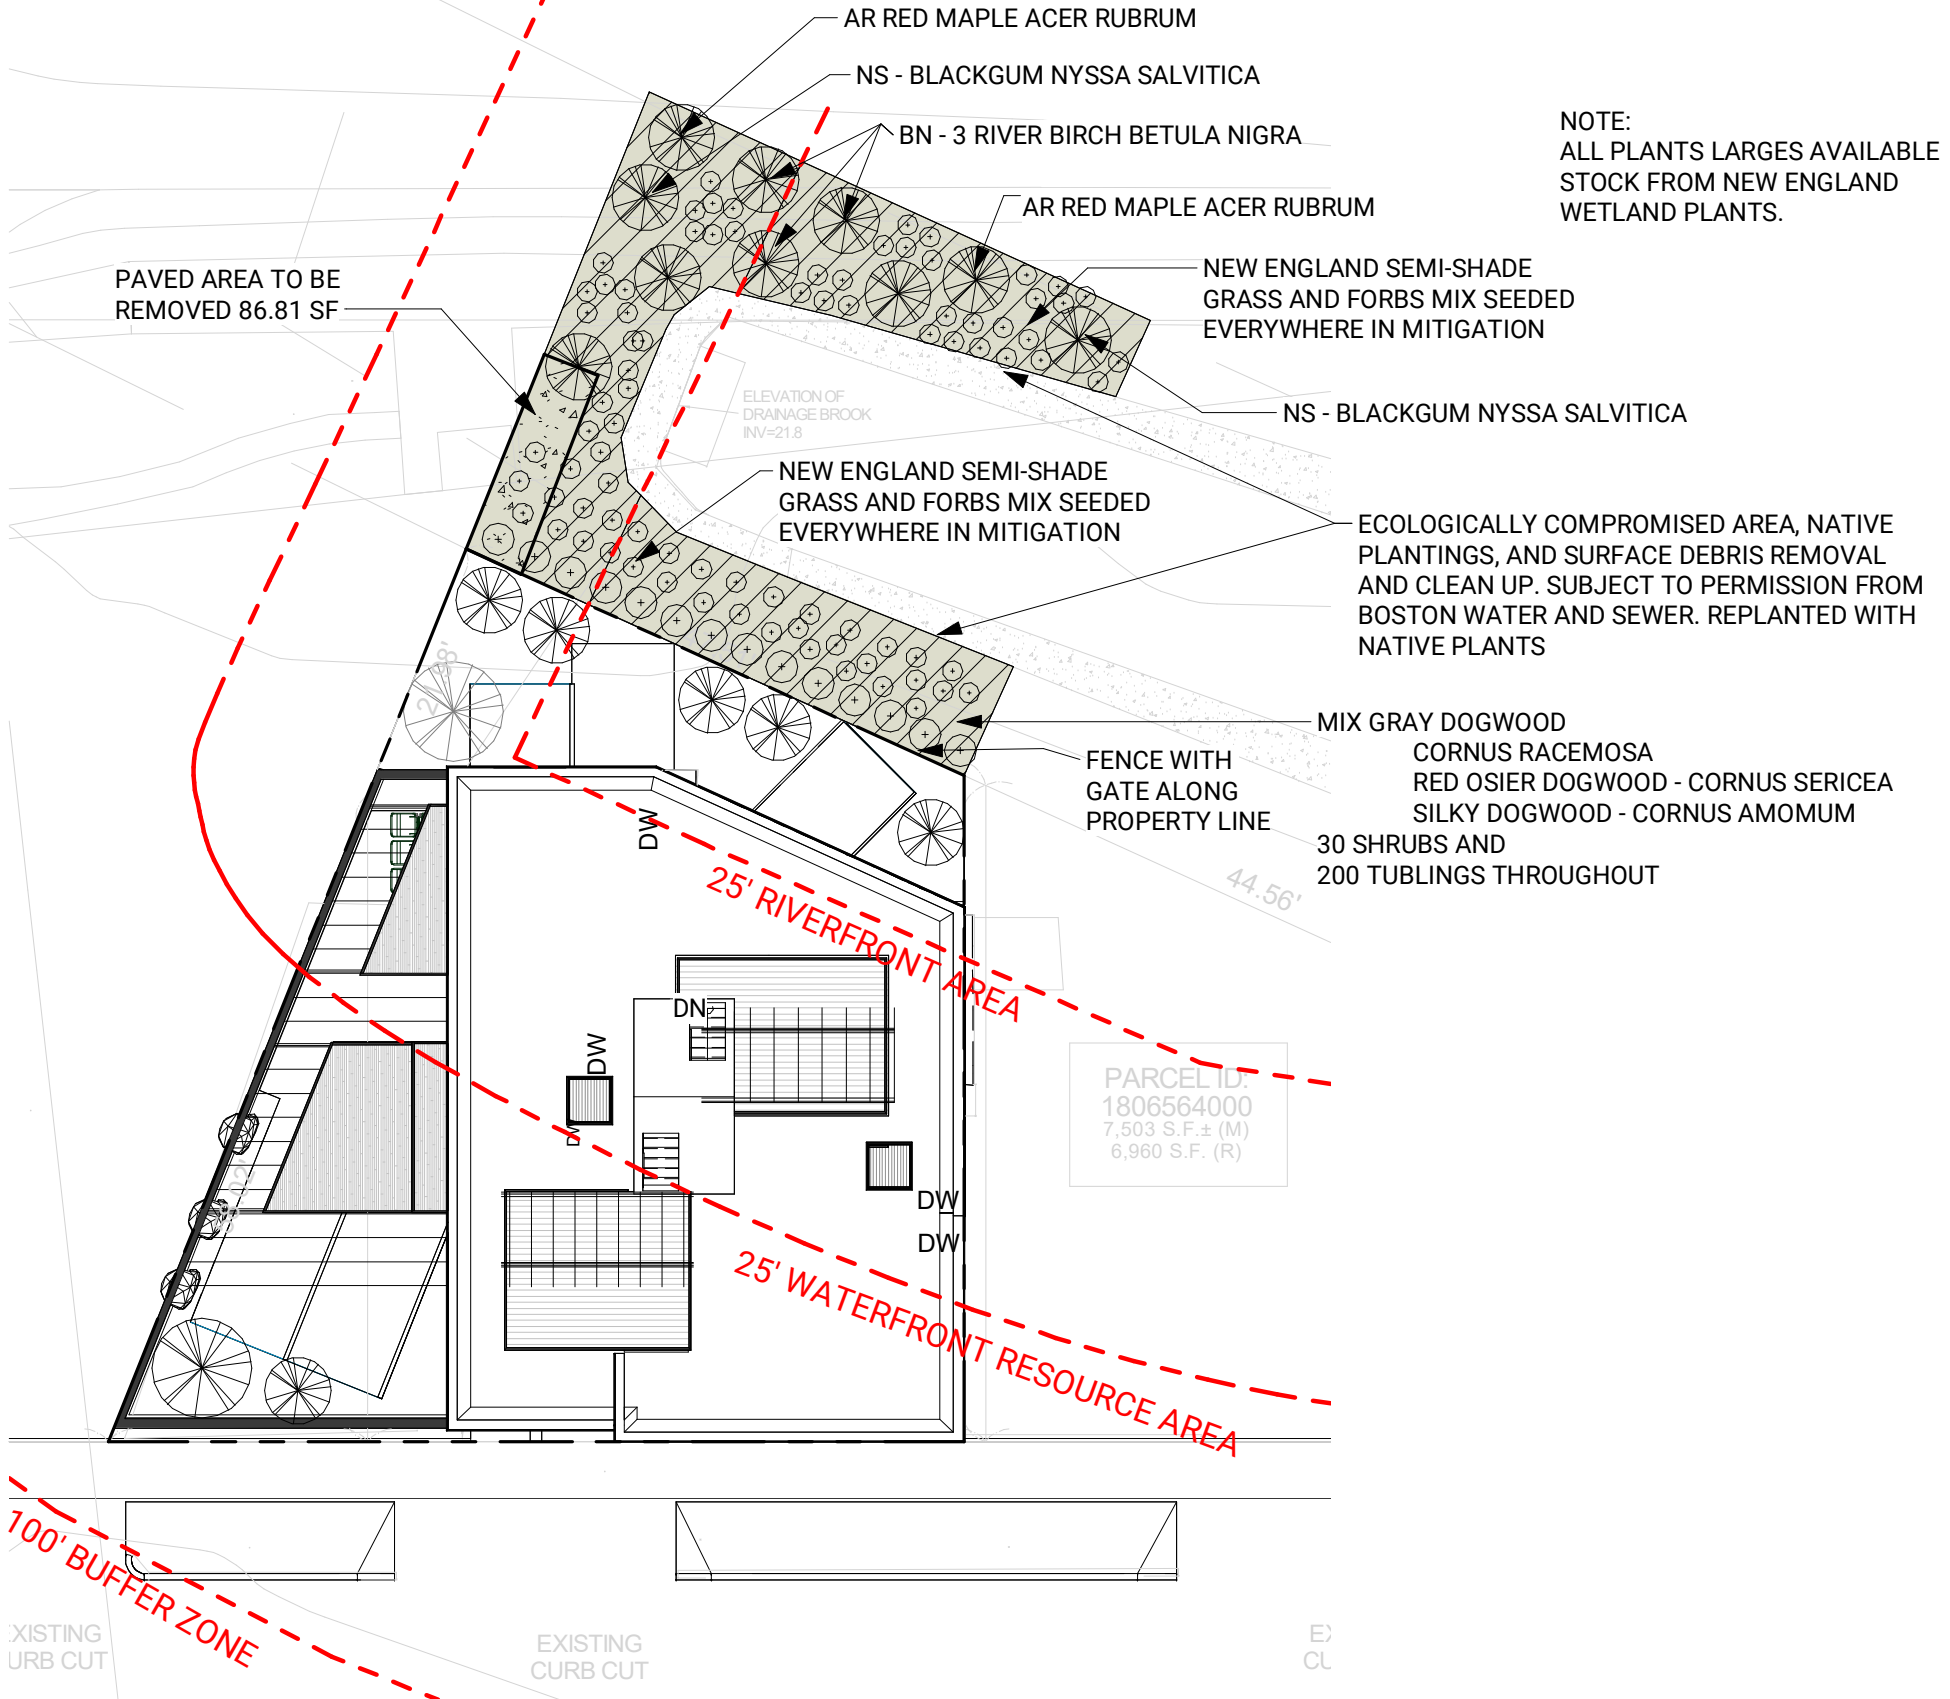 AR RED MAPLE ACER RUBRUM
NS - BLACKGUM NYSSA SALVITICA
BN - 3 RIVER BIRCH BETULA NIGRA
AR RED MAPLE ACER RUBRUM
NOTE:
ALL PLANTS LARGES AVAILABLE
STOCK FROM NEW ENGLAND
WETLAND PLANTS.
NEW ENGLAND SEMI-SHADE
GRASS AND FORBS MIX SEEDED
EVERYWHERE IN MITIGATION
PAVED AREA TO BE
REMOVED 86.81 SF
NS - BLACKGUM NYSSA SALVITICA
ELEVATION OF
DRAINAGE BROOK
INV=21.8
NEW ENGLAND SEMI-SHADE
GRASS AND FORBS MIX SEEDED
EVERYWHERE IN MITIGATION
ECOLOGICALLY COMPROMISED AREA, NATIVE
PLANTINGS, AND SURFACE DEBRIS REMOVAL
AND CLEAN UP. SUBJECT TO PERMISSION FROM
BOSTON WATER AND SEWER. REPLANTED WITH
NATIVE PLANTS
MIX GRAY DOGWOOD
CORNUS RACEMOSA
RED OSIER DOGWOOD - CORNUS SERICEA
SILKY DOGWOOD - CORNUS AMOMUM
30 SHRUBS AND
200 TUBLINGS THROUGHOUT
FENCE WITH
GATE ALONG
PROPERTY LINE
44.56'
DW
25' RIVERFRONT AREA
DN
DW
DW
PARCEL ID:
1806564000
7,503 S.F.± (M)
6,960 S.F. (R)
DW
DW
25' WATERFRONT RESOURCE AREA
100' BUFFER ZONE
EXISTING
CURB CUT